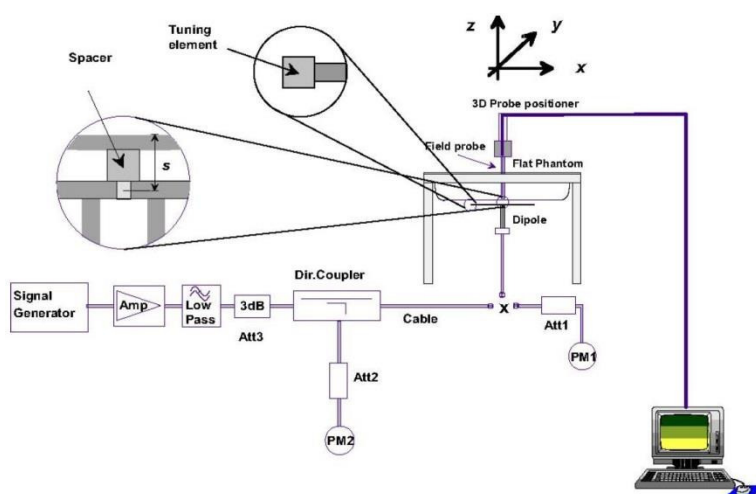 Tuning
element
z
y
x
Spacer
3D Probe positioner
s
Field probe
Flat Phantom
Dipole
Dir.Coupler
Signal
Generator
Amp
Low
Pass
3dB
Att3
Cable
x
Att1
PM1
Att2
PM2